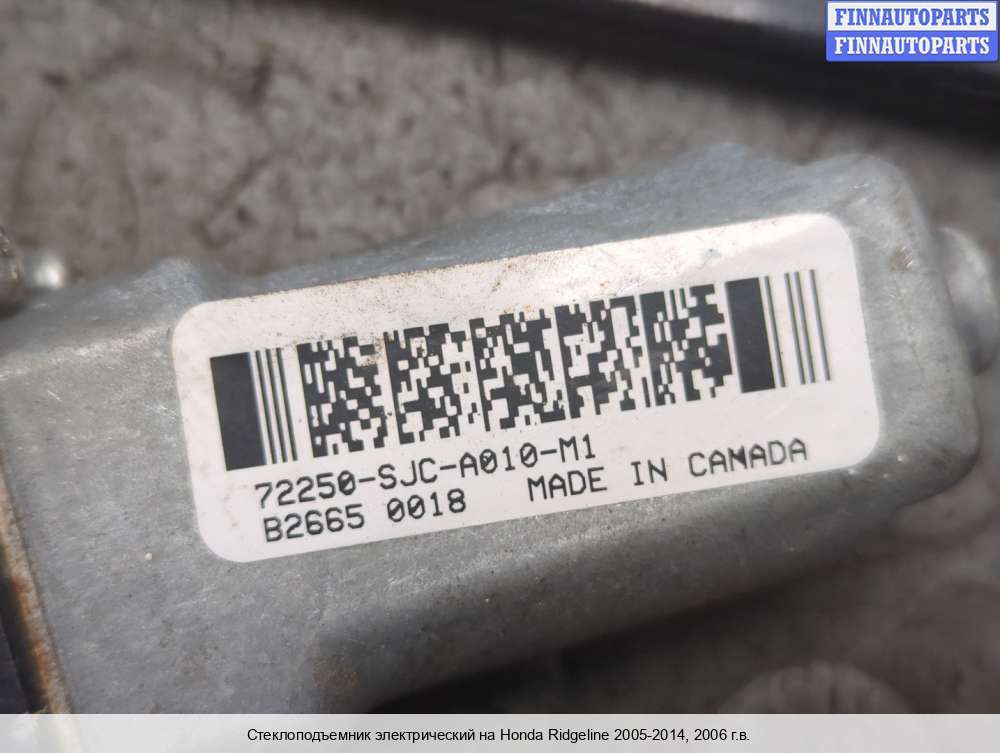 FINNAUTOPARTS
FINNAUTOPARTS
72250-SJC-A010-M1
B2665 0018 MADE IN CANADA
Стеклоподъемник электрический на Honda Ridgeline 2005-2014, 2006 г.в.